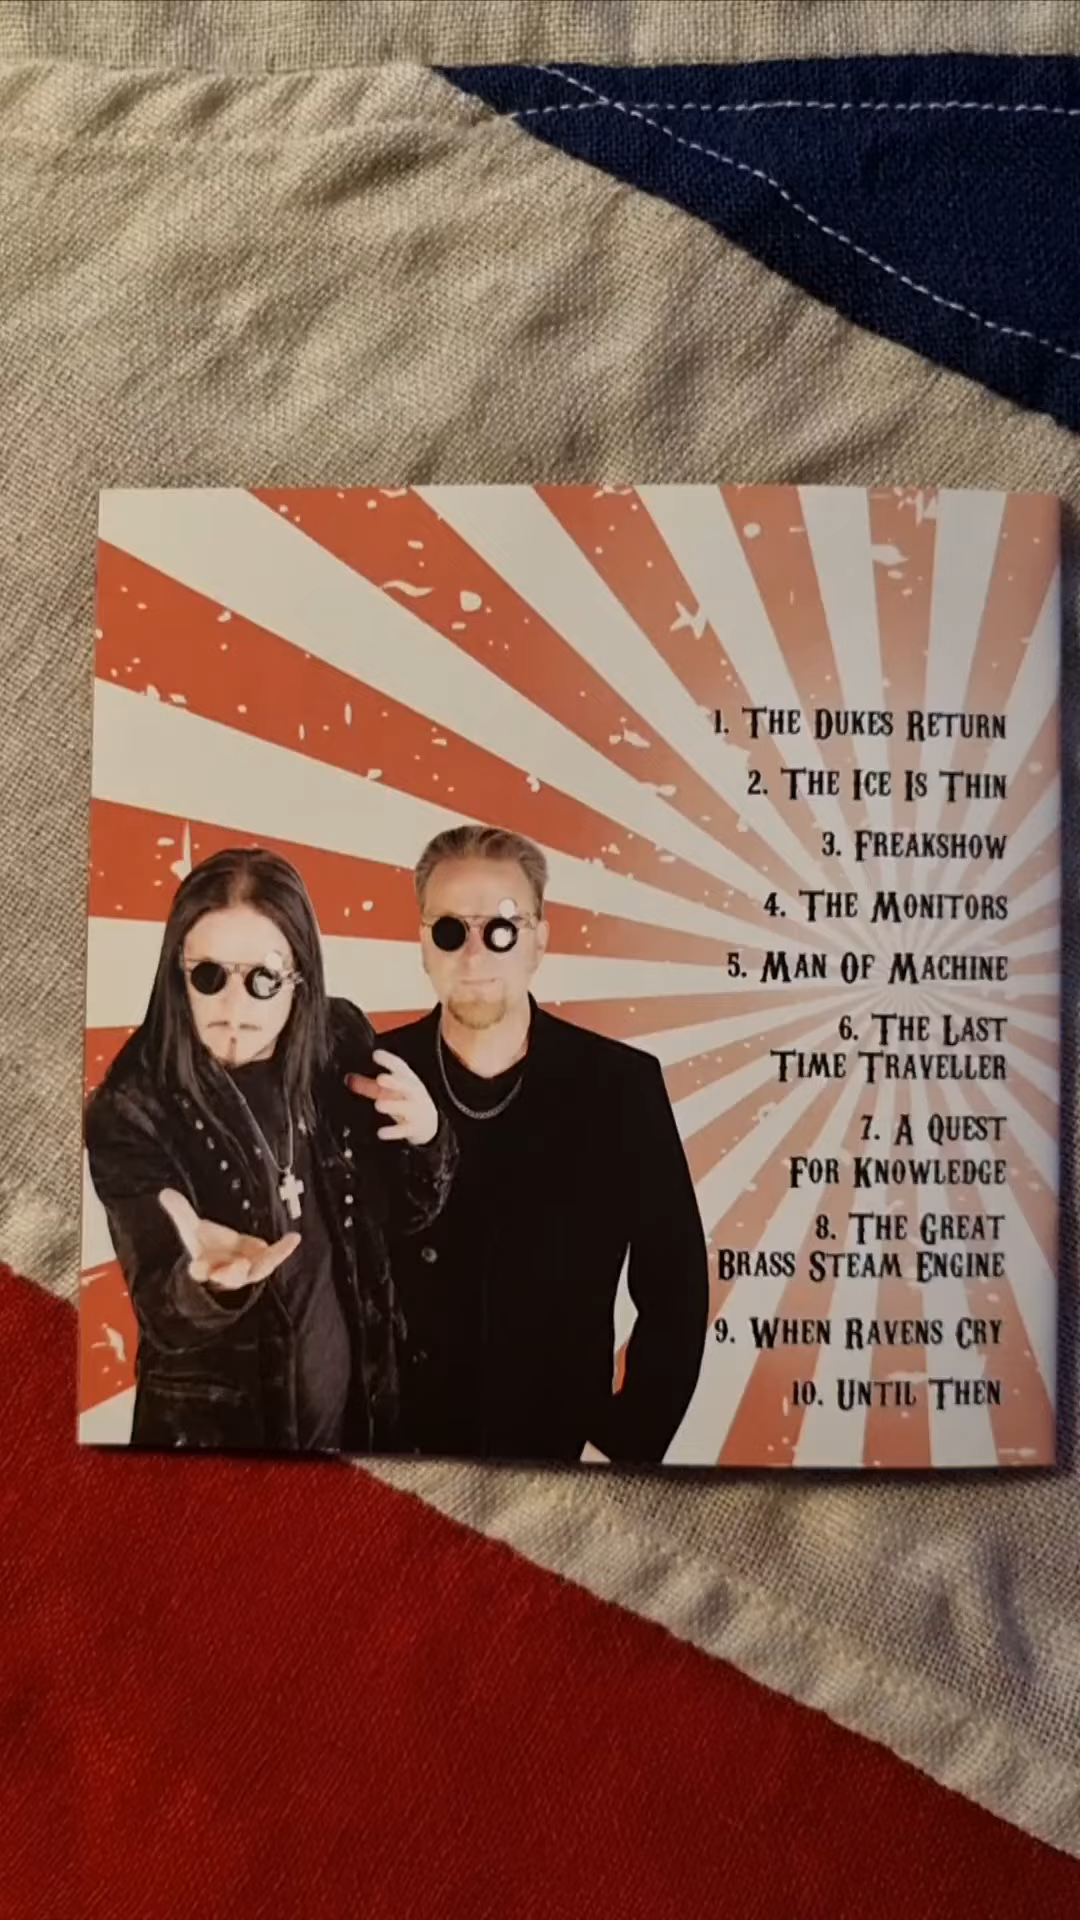 1. The Dukes Return
2. The Ice Is Thin
3. Freakshow
4. The Monitors
5. Man Of Machine
6. The Last
Time Traveller
7. A Quest
For Knowledge
8. The Great
Brass Steam Engine
9. When Ravens Cry
10. Until Then